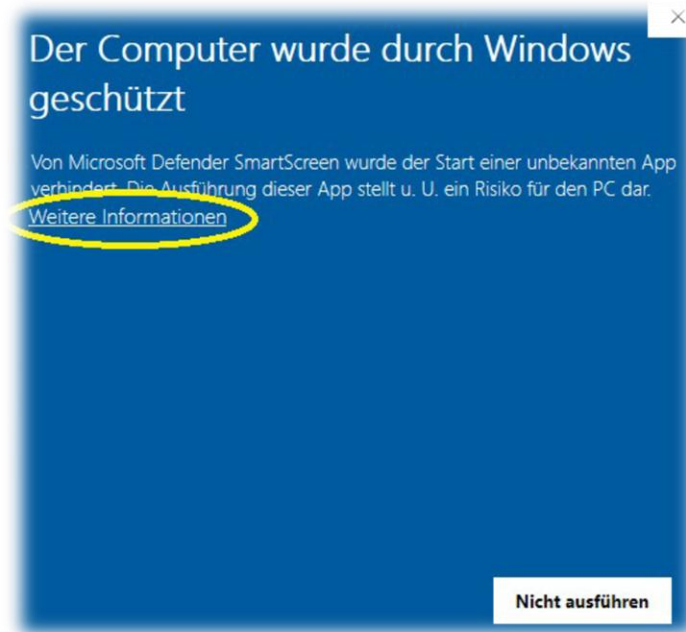 Der Computer wurde durch Windows
geschützt
Von Microsoft Defender SmartScreen wurde der Start einer unbekannten App
verhindert. Die Ausführung dieser App stellt u. U. ein Risiko für den PC dar.
Weitere Informationen
Nicht ausführen